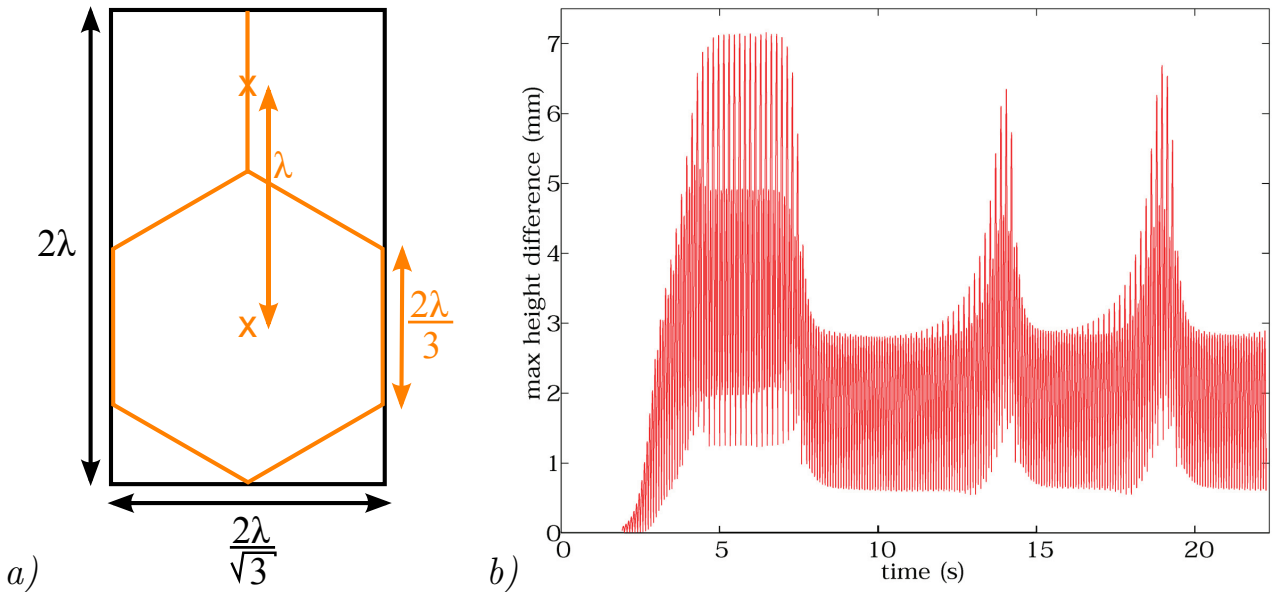 2λ
x
λ
x
2λ
3
2λ
√3
a)
max height difference (mm)
7
6
5
4
3
2
1
0
0
5
10
15
20
time (s)
b)